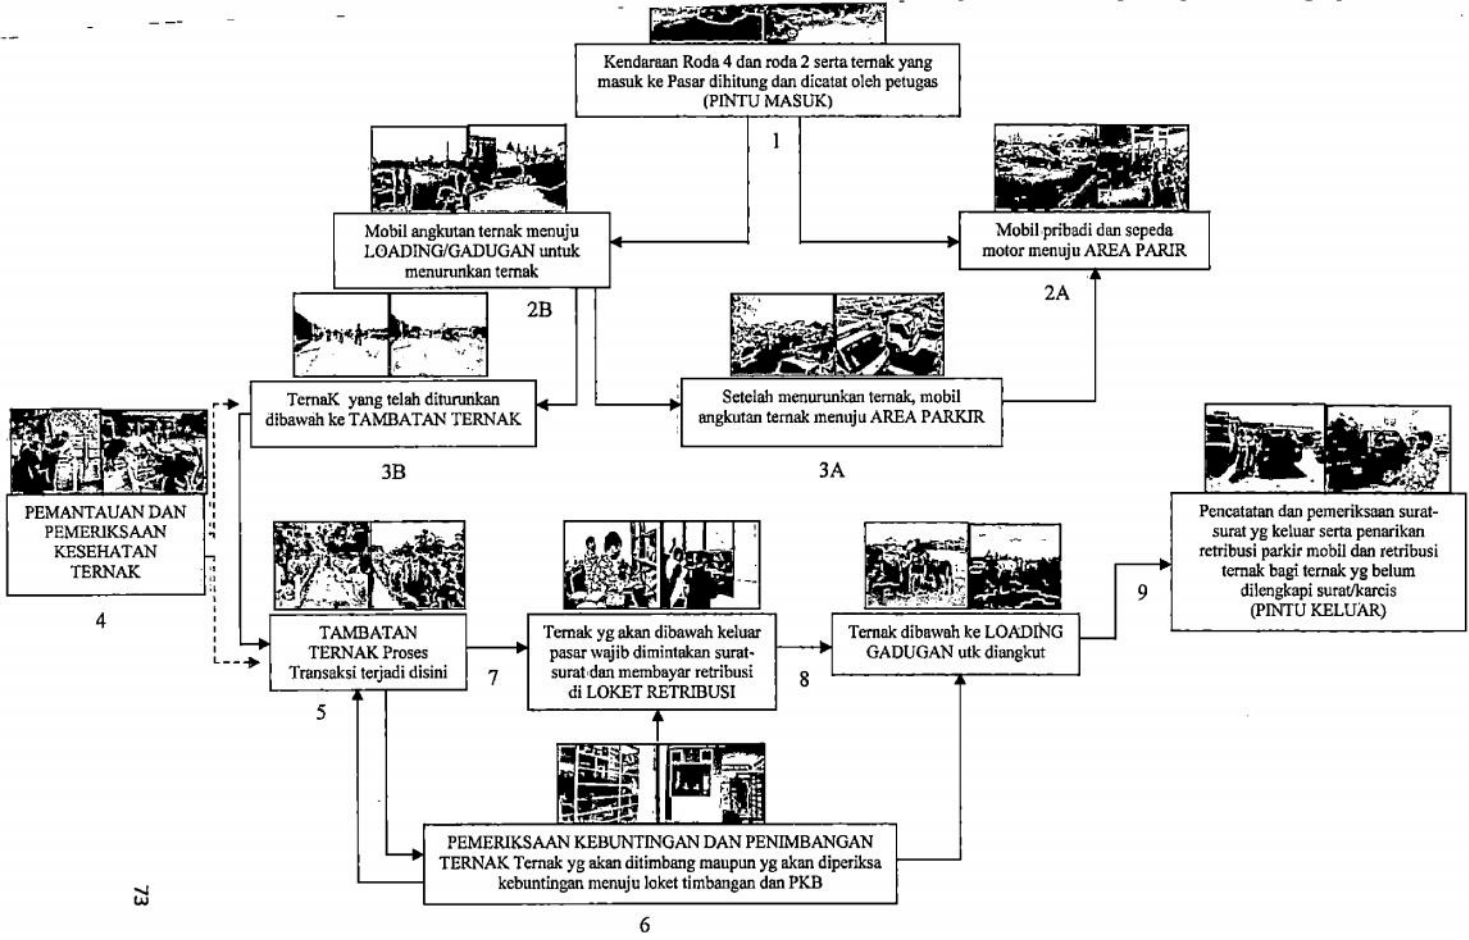 Kendaraan Roda 4 dan roda 2 serta ternak yang
masuk ke Pasar dihitung dan dicatat oleh petugas
(PINTU MASUK)
1
Mobil angkutan ternak menuju
LOADING/GADUGAN untuk
menurunkan ternak
2B
Mobil pribadi dan sepeda
motor menuju AREA PARIR
2A
TernaK yang telah diturunkan
dibawah ke TAMBATAN TERNAK
3B
Setelah menurunkan ternak, mobil
angkutan ternak menuju AREA PARKIR
3A
PEMANTAUAN DAN
PEMERIKSAAN
KESEHATAN
TERNAK
4
TAMBATAN
TERNAK Proses
Transaksi terjadi disini
5
7
Ternak yg akan dibawah keluar
pasar wajib dimintakan surat-
surat dan membayar retribusi
di LOKET RETRIBUSI
8
Ternak dibawah ke LOADING
GADUGAN utk diangkut
9
Pencatatan dan pemeriksaan surat-
surat yg keluar serta penarikan
retribusi parkir mobil dan retribusi
ternak bagi ternak yg belum
dilengkapi surat/karcis
(PINTU KELUAR)
PEMERIKSAAN KEBUNTINGAN DAN PENIMBANGAN
TERNAK Ternak yg akan ditimbang maupun yg akan diperiksa
kebuntingan menuju loket timbangan dan PKB
6
73